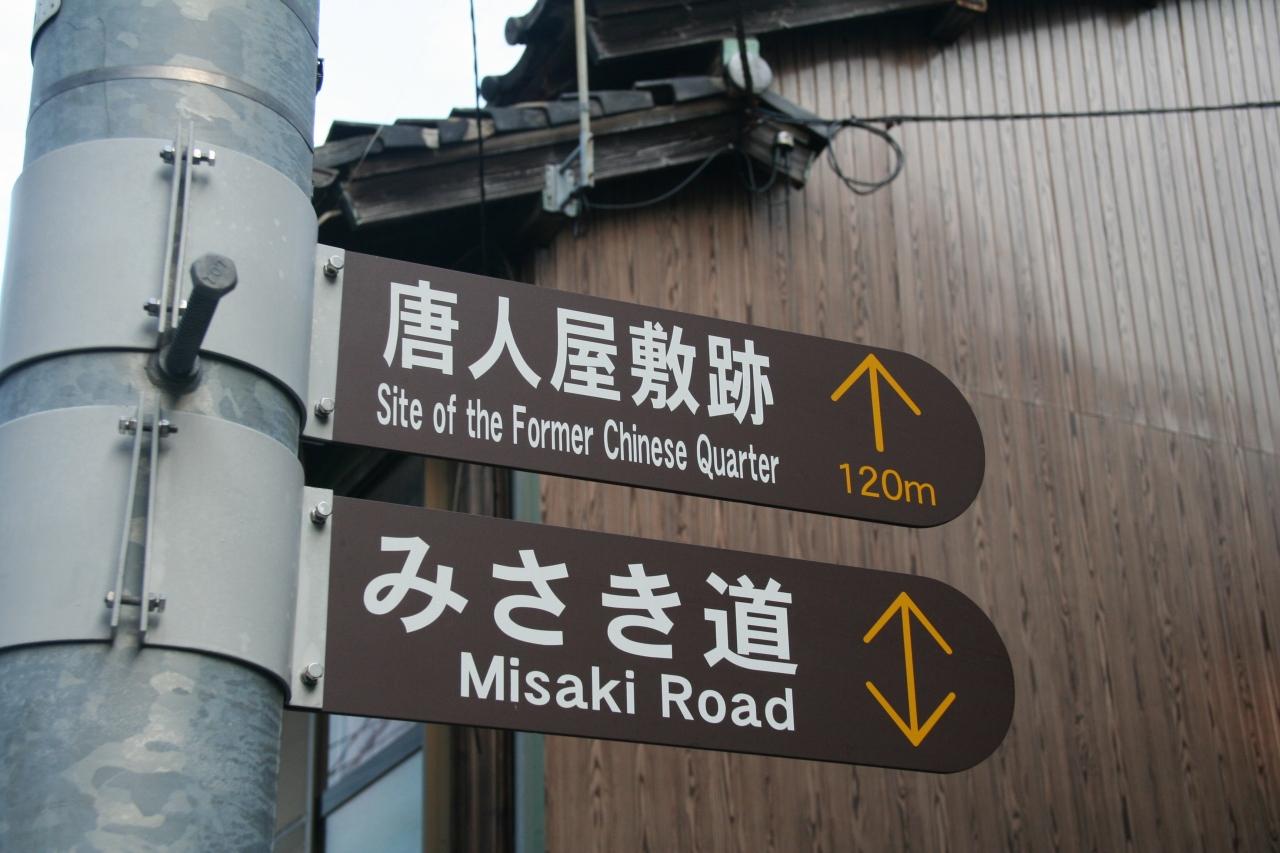 唐人屋敷跡
Site of the Former Chinese Quarter
120m
みさき道
Misaki Road